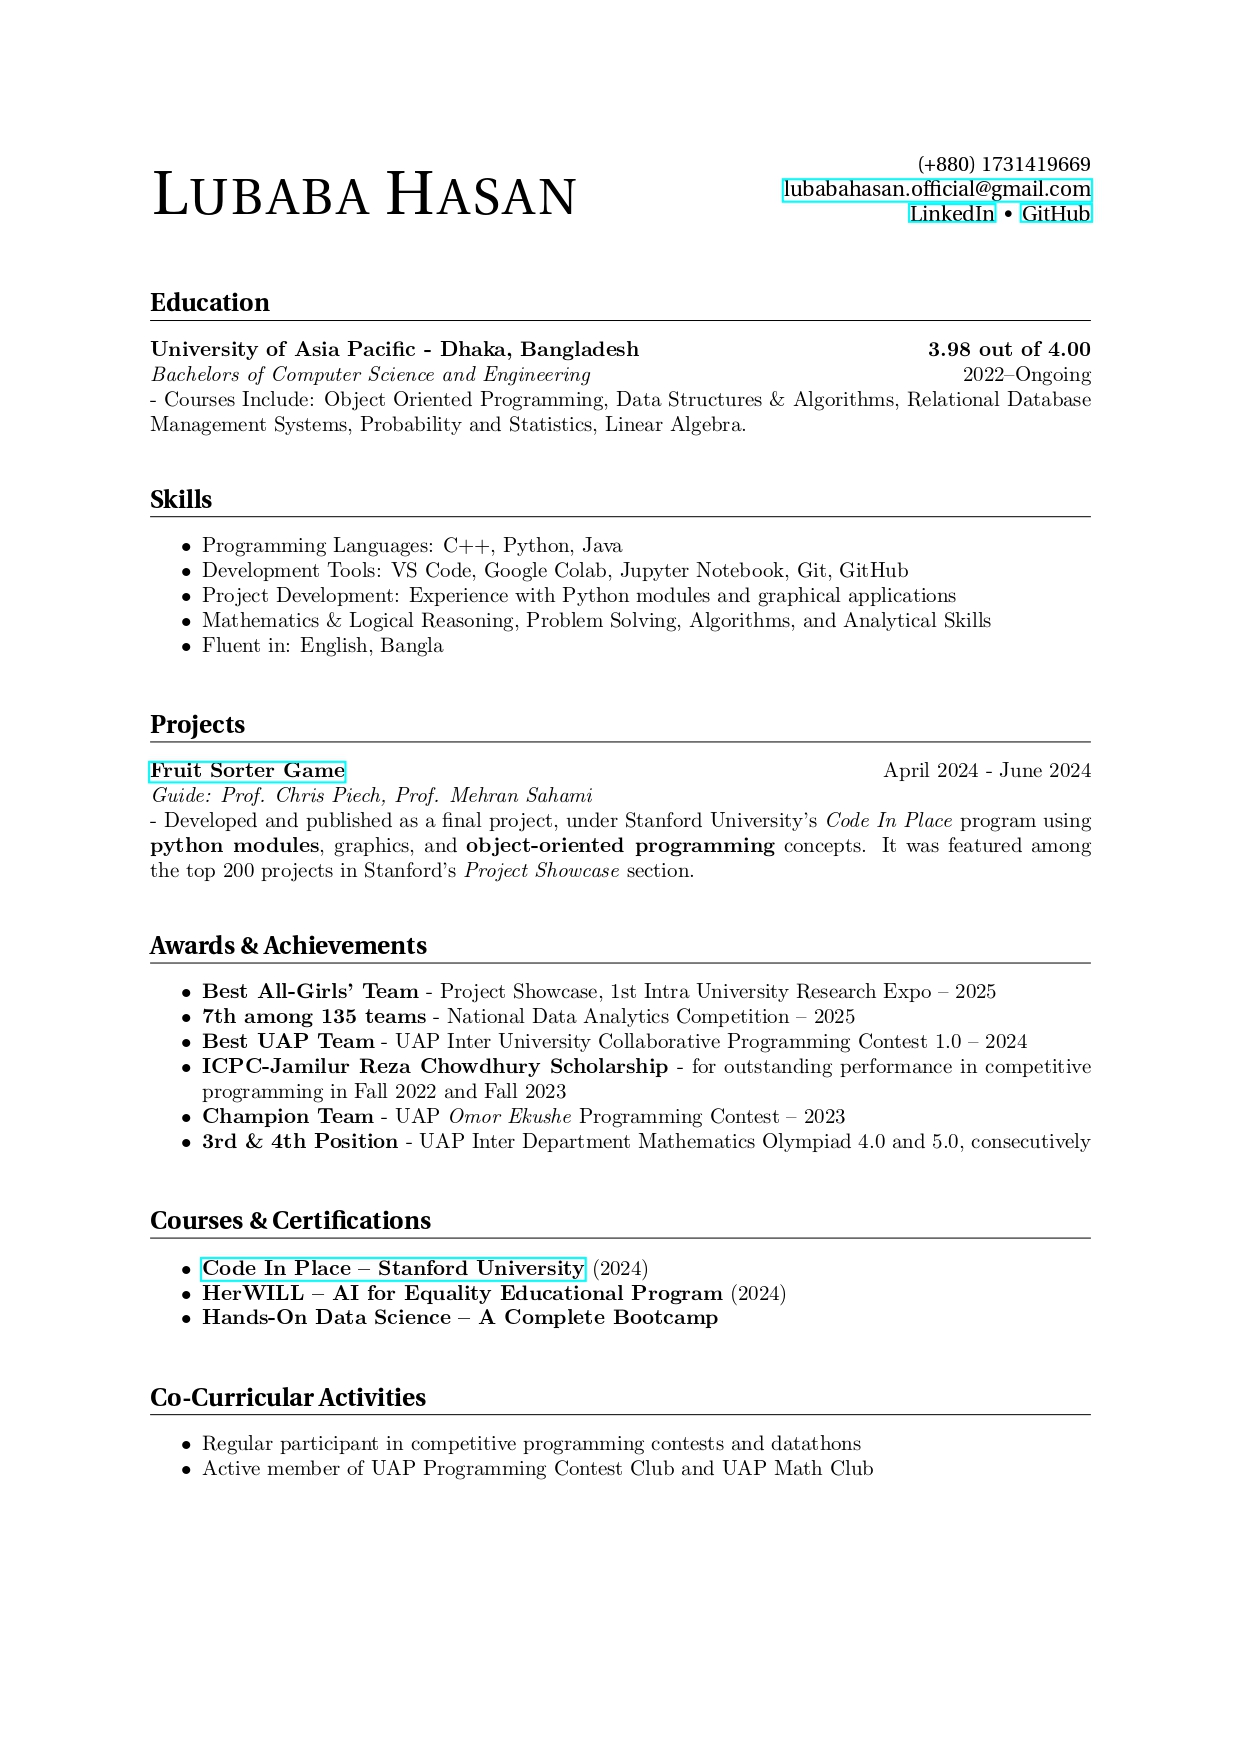 LUBABA HASAN
(+880) 1731419669
lubabahasan.official@gmail.com
LinkedIn • GitHub
Education
University of Asia Pacific - Dhaka, Bangladesh 3.98 out of 4.00
Bachelors of Computer Science and Engineering 2022–Ongoing
- Courses Include: Object Oriented Programming, Data Structures & Algorithms, Relational Database
Management Systems, Probability and Statistics, Linear Algebra.
Skills
• Programming Languages: C++, Python, Java
• Development Tools: VS Code, Google Colab, Jupyter Notebook, Git, GitHub
• Project Development: Experience with Python modules and graphical applications
• Mathematics & Logical Reasoning, Problem Solving, Algorithms, and Analytical Skills
• Fluent in: English, Bangla
Projects
Fruit Sorter Game April 2024 - June 2024
Guide: Prof. Chris Piech, Prof. Mehran Sahami
- Developed and published as a final project, under Stanford University's Code In Place program using
python modules, graphics, and object-oriented programming concepts. It was featured among
the top 200 projects in Stanford's Project Showcase section.
Awards & Achievements
• Best All-Girls' Team - Project Showcase, 1st Intra University Research Expo – 2025
• 7th among 135 teams - National Data Analytics Competition – 2025
• Best UAP Team - UAP Inter University Collaborative Programming Contest 1.0 – 2024
• ICPC-Jamilur Reza Chowdhury Scholarship - for outstanding performance in competitive
programming in Fall 2022 and Fall 2023
• Champion Team - UAP Omor Ekushe Programming Contest – 2023
• 3rd & 4th Position - UAP Inter Department Mathematics Olympiad 4.0 and 5.0, consecutively
Courses & Certifications
• Code In Place – Stanford University (2024)
• HerWILL – AI for Equality Educational Program (2024)
• Hands-On Data Science – A Complete Bootcamp
Co-Curricular Activities
• Regular participant in competitive programming contests and datathons
• Active member of UAP Programming Contest Club and UAP Math Club